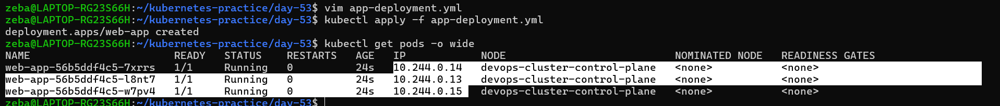 zeba@LAPTOP-RG23S66H:~/kubernetes-practice/day-53$ vim app-deployment.yml
zeba@LAPTOP-RG23S66H:~/kubernetes-practice/day-53$ kubectl apply -f app-deployment.yml
deployment.apps/web-app created
zeba@LAPTOP-RG23S66H:~/kubernetes-practice/day-53$ kubectl get pods -o wide
NAME                       READY   STATUS    RESTARTS   AGE   IP            NODE                           NOMINATED NODE   READINESS GATES
web-app-56b5ddf4c5-7xrrs   1/1     Running   0          24s   10.244.0.14   devops-cluster-control-plane   <none>           <none>
web-app-56b5ddf4c5-l8nt7   1/1     Running   0          24s   10.244.0.13   devops-cluster-control-plane   <none>           <none>
web-app-56b5ddf4c5-w7pv4   1/1     Running   0          24s   10.244.0.15   devops-cluster-control-plane   <none>           <none>
zeba@LAPTOP-RG23S66H:~/kubernetes-practice/day-53$